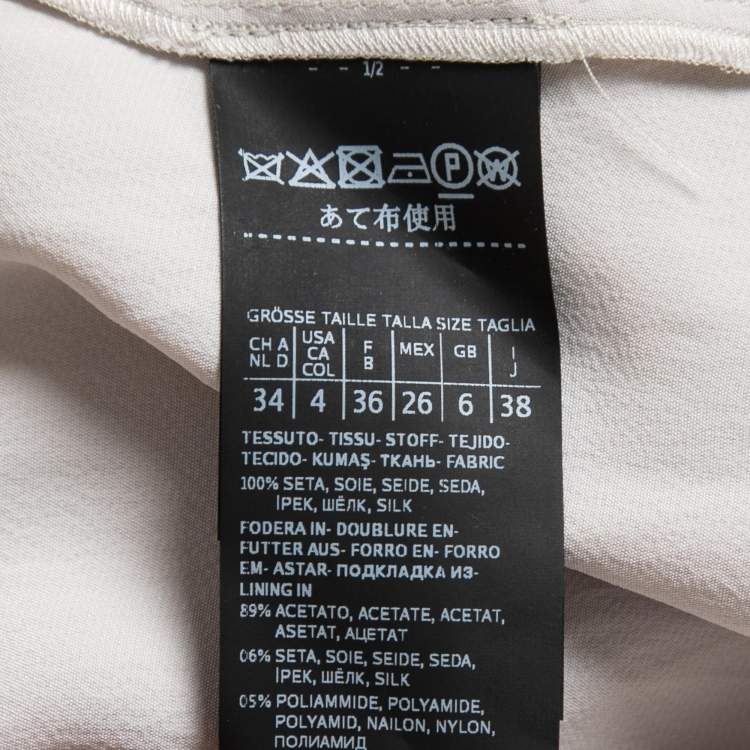 - - 1/2 - -
P W
あて布使用
GRÖSSE TAILLE TALLA SIZE TAGLIA
CH A NL D USA CA COL F B MEX GB I J
34 4 36 26 6 38
TESSUTO- TISSU- STOFF- TEJIDO-
TECIDO- KUMAŞ- ТКАНЬ- FABRIC
100% SETA, SOIE, SEIDE, SEDA,
İPEK, ШЁЛК, SILK
FODERA IN- DOUBLURE EN-
FUTTER AUS- FORRO EN- FORRO
EM- ASTAR- ПОДКЛАДКА ИЗ-
LINING IN
89% ACETATO, ACETATE, ACETAT,
ASETAT, АЦЕТАТ
06% SETA, SOIE, SEIDE, SEDA,
İPEK, ШЁЛК, SILK
05% POLIAMMIDE, POLYAMIDE,
POLYAMID, NAILON, NYLON,
ПОЛИАМИД